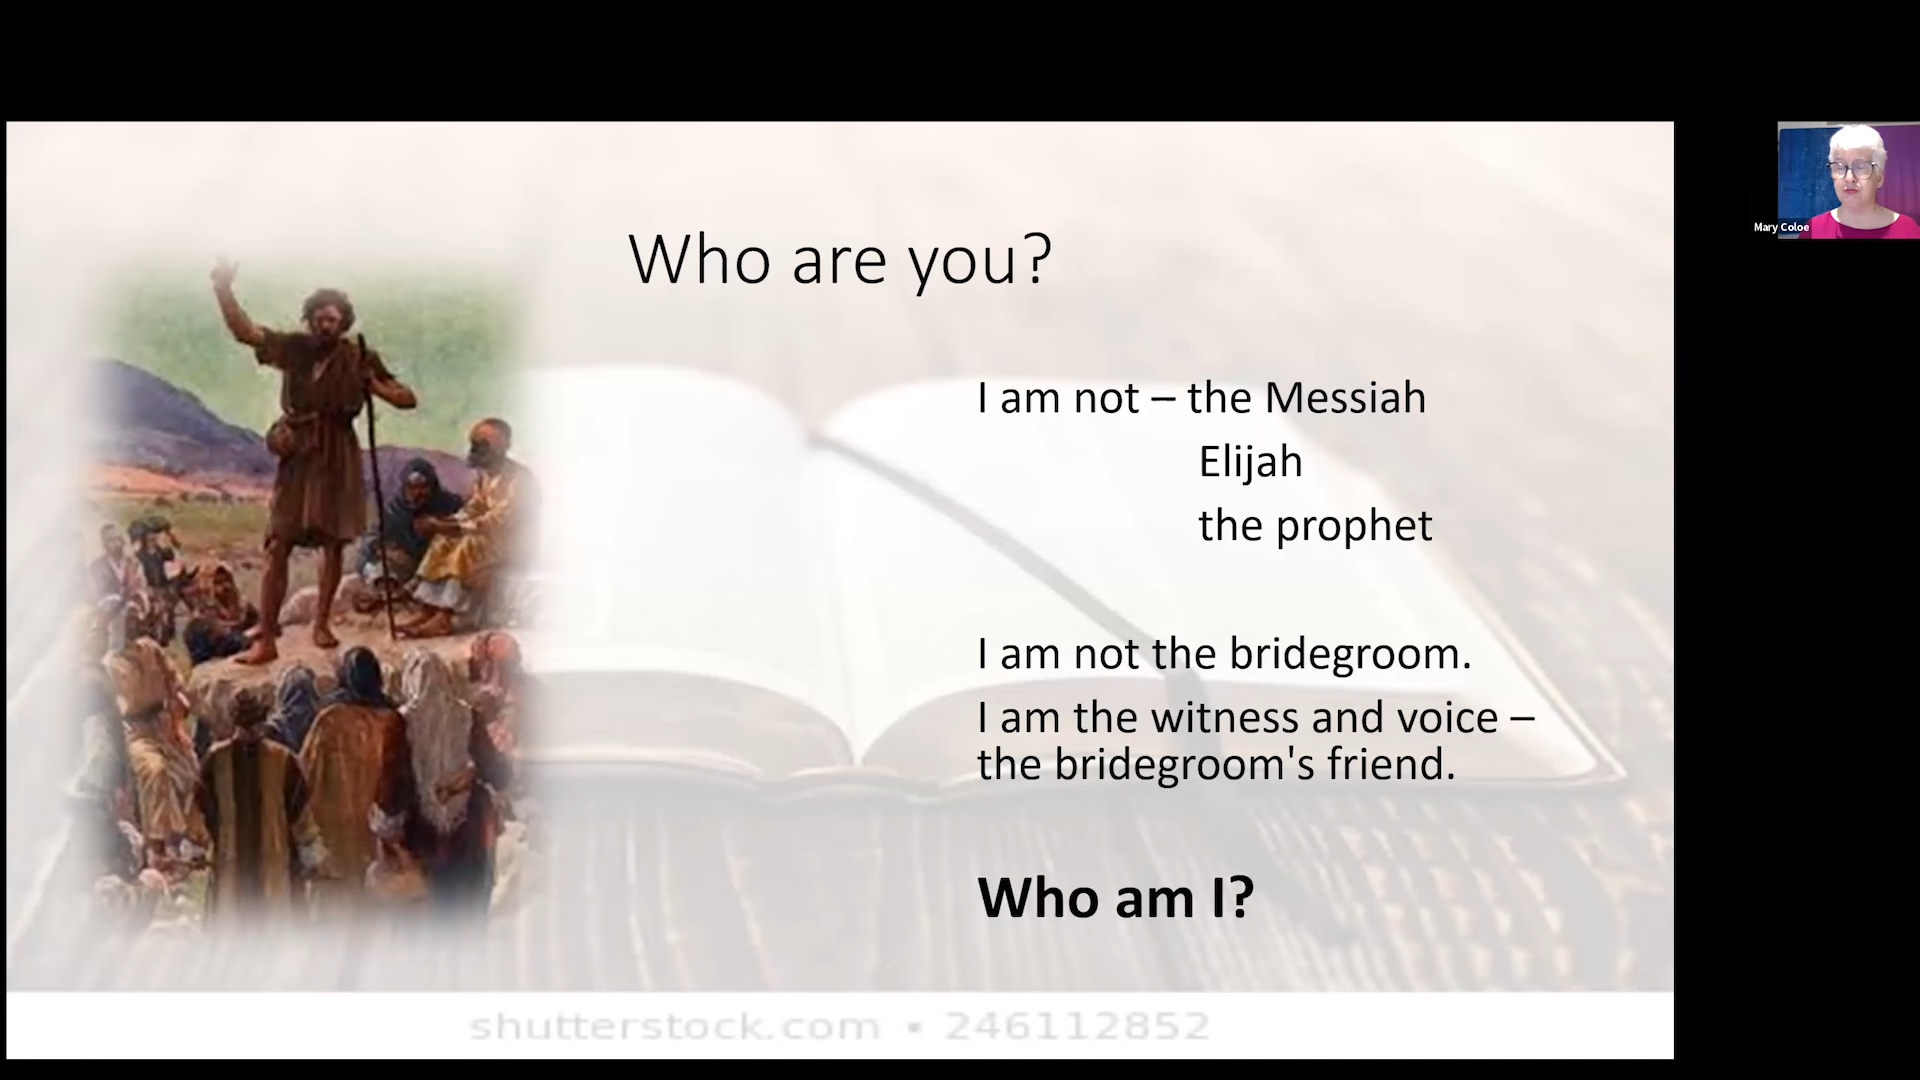 Who are you?
I am not – the Messiah
Elijah
the prophet
I am not the bridegroom.
I am the witness and voice –
the bridegroom's friend.
Who am I?
shutterstock.com • 246112852
Mary Coloe